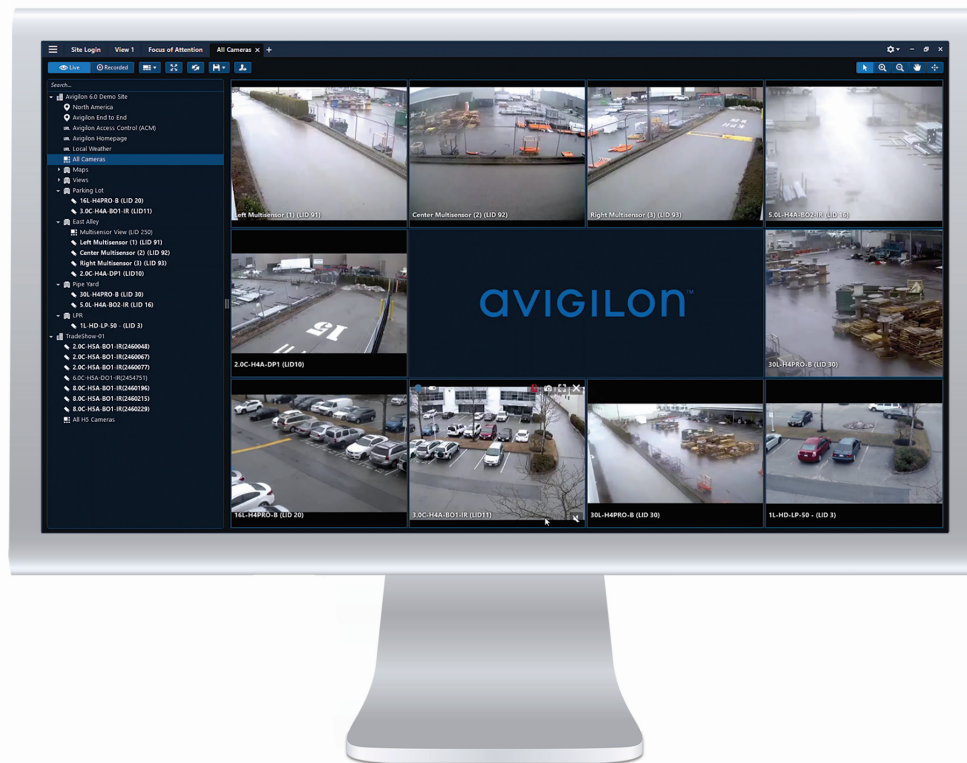 Site Login View 1 Focus of Attention All Cameras
Live Recorded
Search...
Avigilon 6.0 Demo Site
North America
Avigilon End to End
Avigilon Access Control (ACM)
Avigilon Homepage
Local Weather
All Cameras
Maps
Views
Parking Lot
16L-H4PRO-B (LID 20)
3.0C-H4A-BO1-IR (LID11)
East Alley
Multisensor View (LID 250)
Left Multisensor (1) (LID 91)
Center Multisensor (2) (LID 92)
Right Multisensor (3) (LID 93)
2.0C-H4A-DP1 (LID10)
Pipe Yard
30L-H4PRO-B (LID 30)
5.0L-H4A-BO2-IR (LID 16)
LPR
1L-HD-LP-50 - (LID 3)
TradeShow-01
2.0C-H5A-BO1-IR(2460048)
2.0C-H5A-BO1-IR(2460067)
2.0C-H5A-BO1-IR(2460077)
6.0C-H5A-DO1-IR(2454751)
8.0C-H5A-BO1-IR(2460196)
8.0C-H5A-BO1-IR(2460215)
8.0C-H5A-BO1-IR(2460229)
All H5 Cameras
Left Multisensor (1) (LID 91)
Center Multisensor (2) (LID 92)
Right Multisensor (3) (LID 93)
5.0L-H4A-BO2-IR (LID 16)
15
2.0C-H4A-DP1 (LID10)
aVIGILON™
30L-H4PRO-B (LID 30)
16L-H4PRO-B (LID 20)
3.0C-H4A-BO1-IR (LID11)
30L-H4PRO-B (LID 30)
1L-HD-LP-50 - (LID 3)